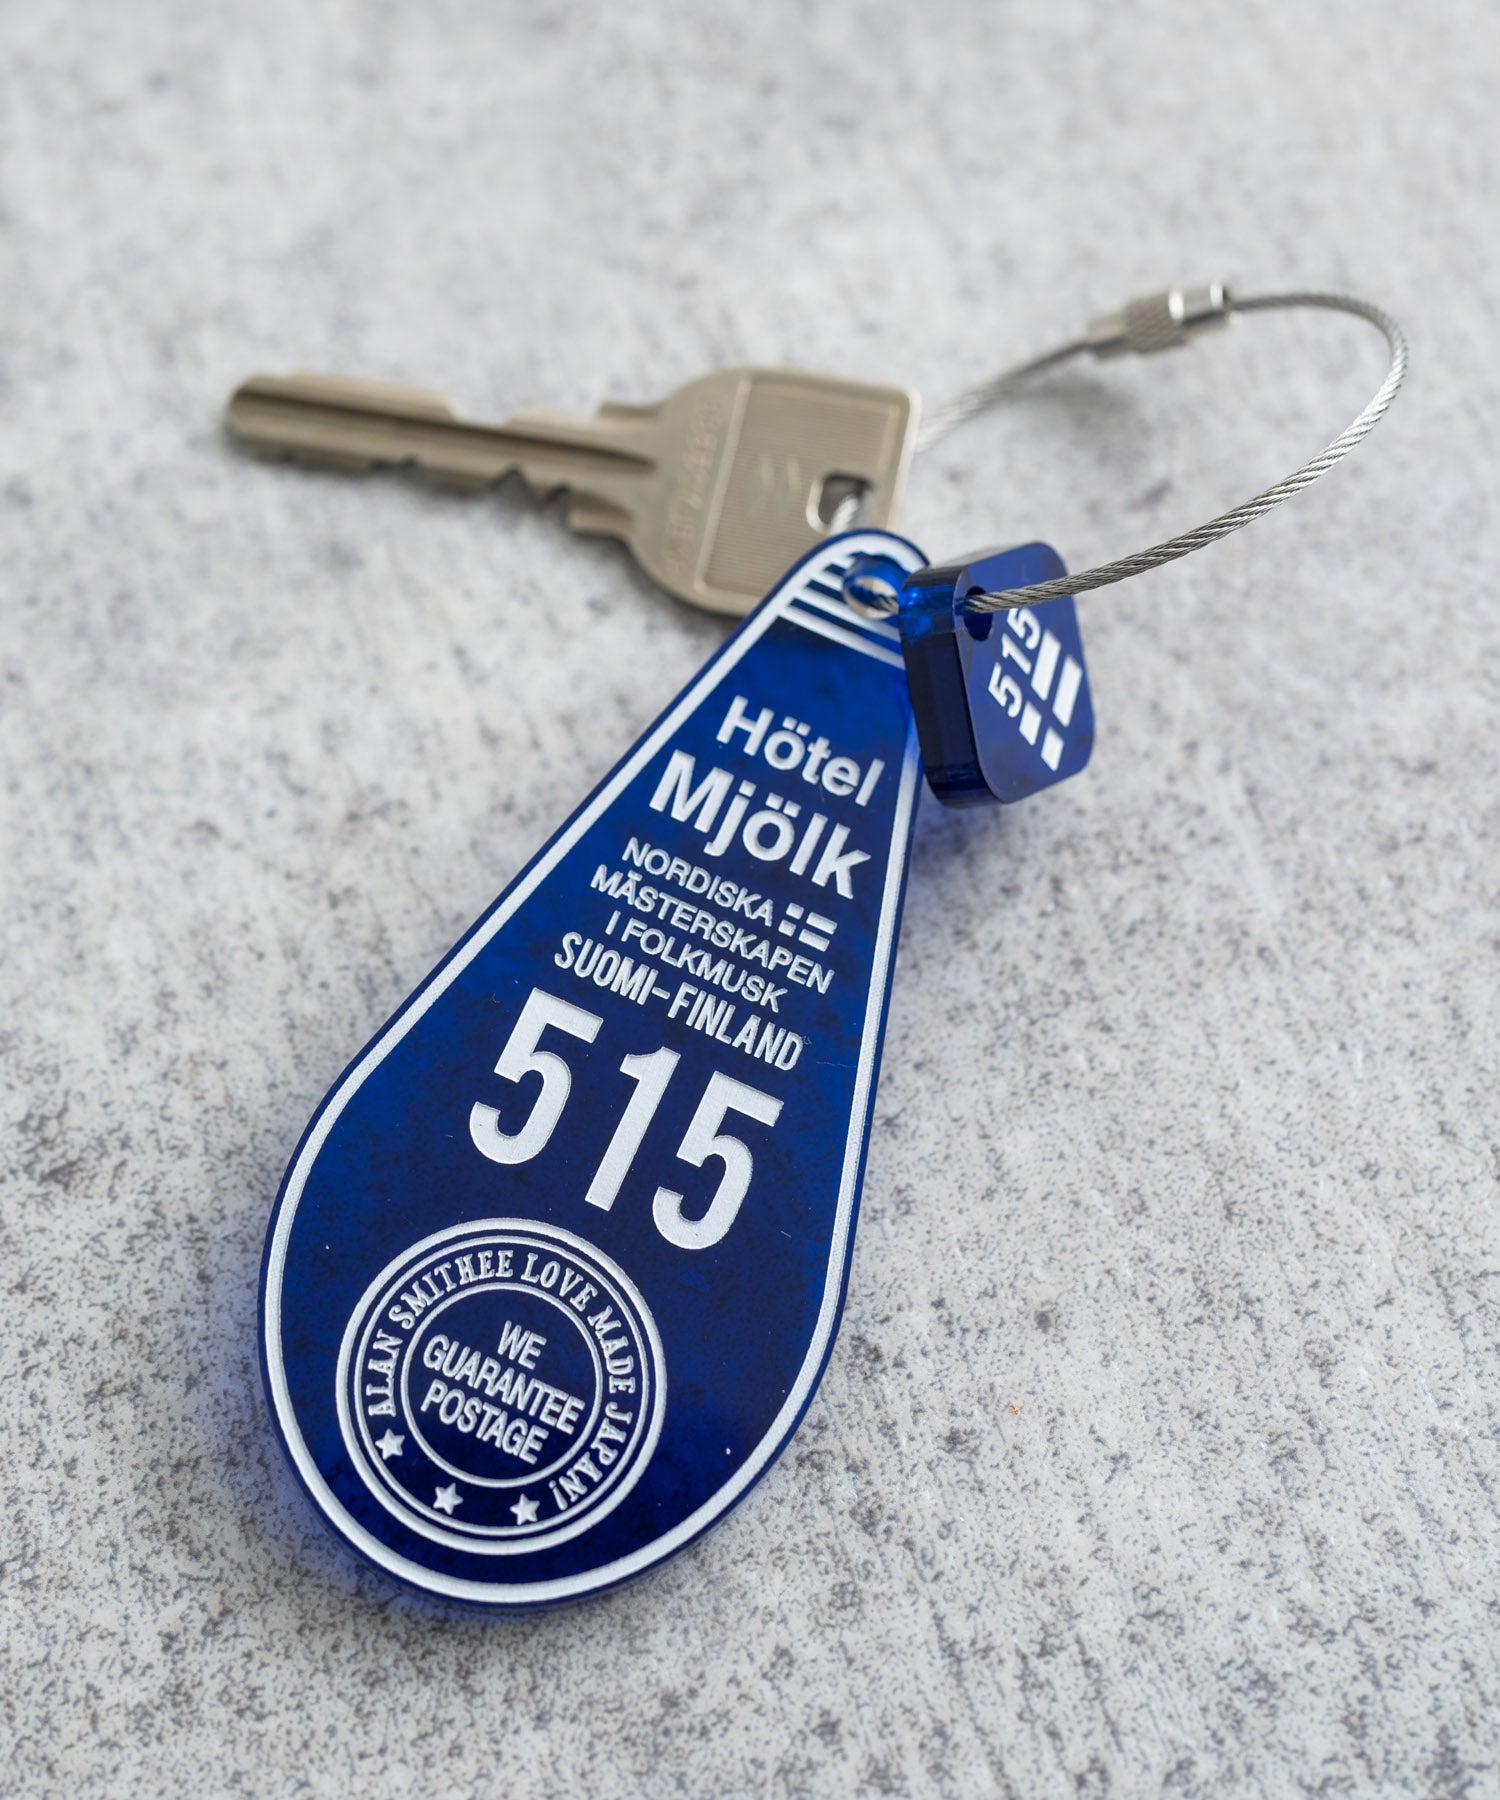 Hötel
Mjölk
NORDISKA
MÄSTERSKAPEN
I FOLKMUSK
SUOMI-FINLAND
515
ALAN SMITHEE LOVE MADE JAPAN!
WE
GUARANTEE
POSTAGE
515